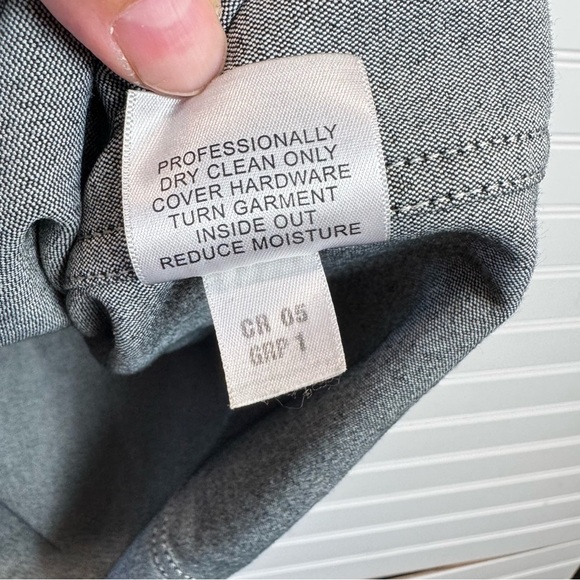 PROFESSIONALLY
DRY CLEAN ONLY
COVER HARDWARE
TURN GARMENT
INSIDE OUT
REDUCE MOISTURE
CR 05
GRP 1